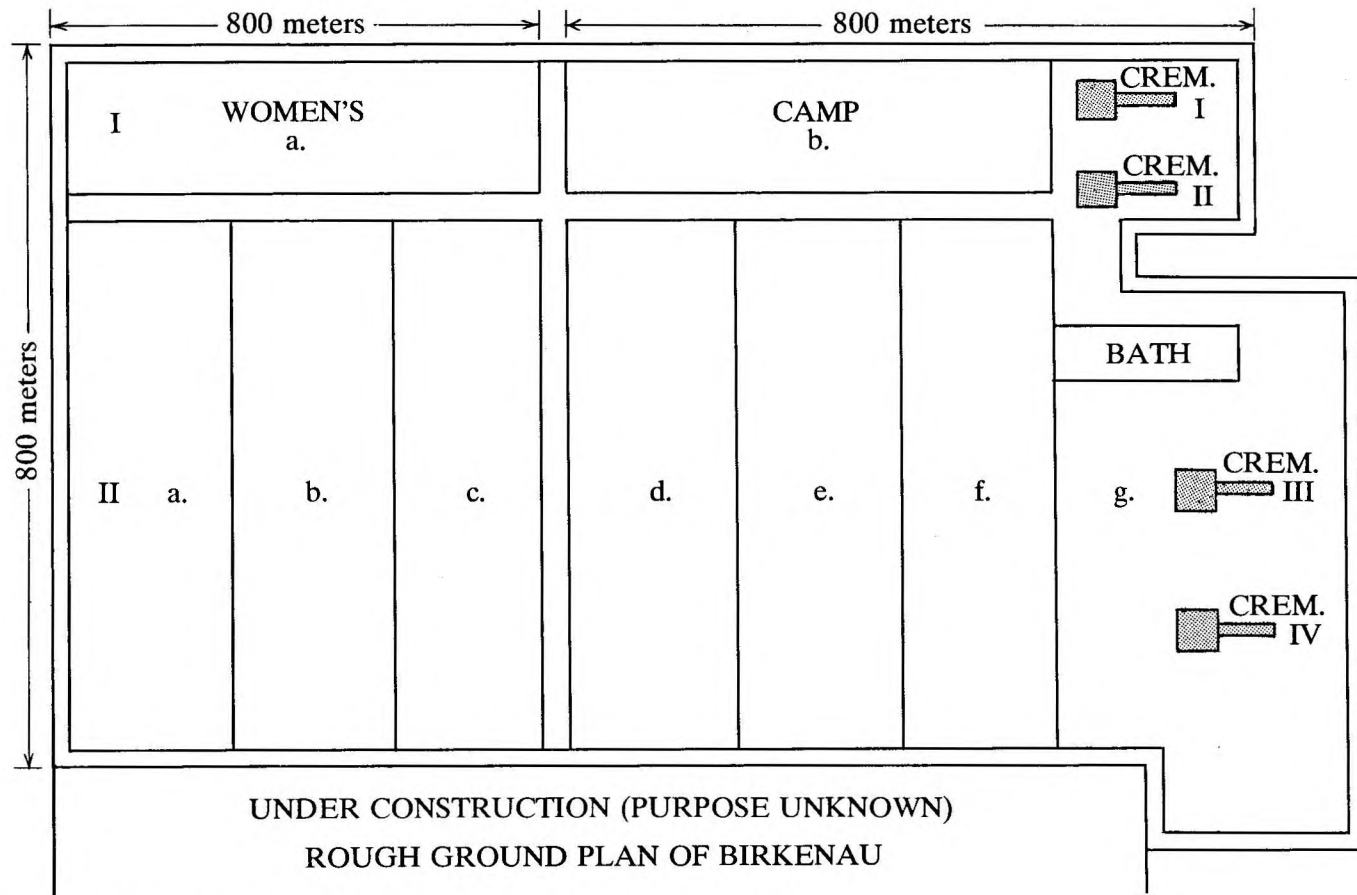 800 meters
800 meters
800 meters
I
WOMEN'S
a.
CAMP
b.
CREM.
I
CREM.
II
BATH
II a. b. c. d. e. f. g.
CREM.
III
CREM.
IV
UNDER CONSTRUCTION (PURPOSE UNKNOWN)
ROUGH GROUND PLAN OF BIRKENAU